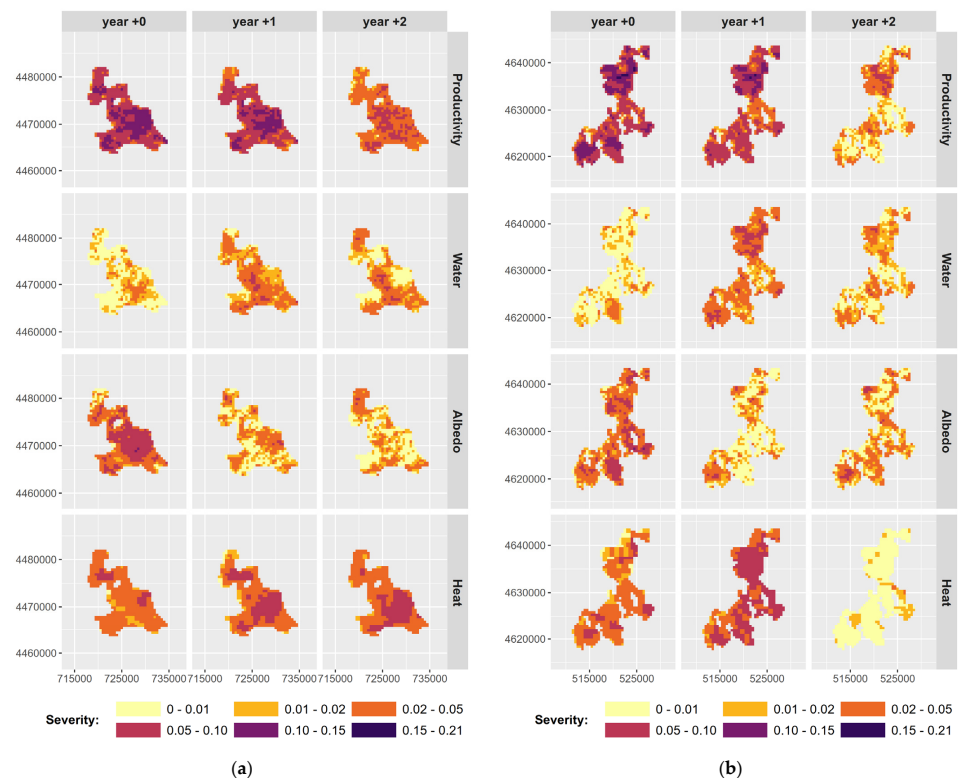 year +0 year +1 year +2
4480000
4470000
4460000
Productivity
4480000
4470000
4460000
Water
4480000
4470000
4460000
Albedo
4480000
4470000
4460000
Heat
715000 725000 735000 715000 725000 735000 715000 725000 735000
Severity:
0 - 0.01 0.01 - 0.02 0.02 - 0.05
0.05 - 0.10 0.10 - 0.15 0.15 - 0.21
(a)
year +0 year +1 year +2
4640000
4630000
4620000
Productivity
4640000
4630000
4620000
Water
4640000
4630000
4620000
Albedo
4640000
4630000
4620000
Heat
515000 525000 515000 525000 515000 525000
Severity:
0 - 0.01 0.01 - 0.02 0.02 - 0.05
0.05 - 0.10 0.10 - 0.15 0.15 - 0.21
(b)